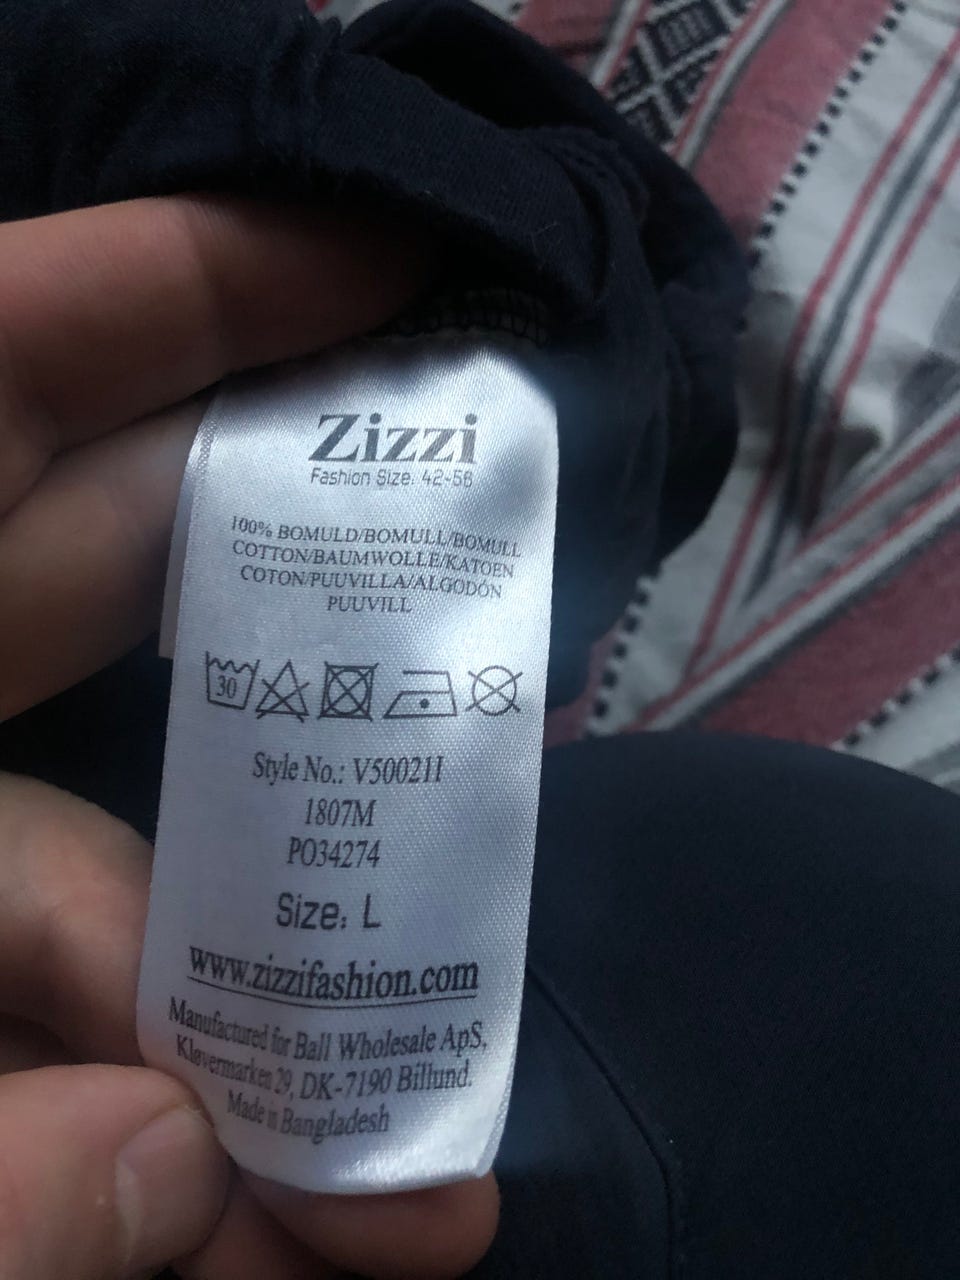 Zizzi
Fashion Size: 42-56
100% BOMULD/BOMULL/BOMULL
COTTON/BAUMWOLLE/KATOEN
COTON/PUUVILLA/ALGODÓN
PUUVILL
30
Style No.: V50021I
1807M
PO34274
Size: L
www.zizzifashion.com
Manufactured for Ball Wholesale ApS,
Kløvermarken 29, DK-7190 Billund.
Made in Bangladesh